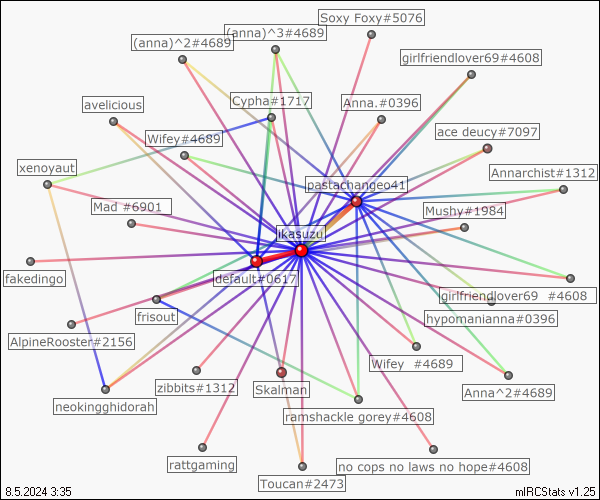 Soxy Foxy#5076
(anna)^3#4689
(anna)^2#4689
girlfriendlover69#4608
avelicious
Cypha#1717
Anna.#0396
ace deucy#7097
Wifey#4689
xenoyaut
pastachangeo41
Annarchist#1312
Mad #6901
Mushy#1984
ikasuzu
fakedingo
default#0617
girlfriendlover69 #4608
frisout
hypomanianna#0396
AlpineRooster#2156
Wifey #4689
zibbits#1312
Skalman
Anna^2#4689
neokingghidorah
ramshackle gorey#4608
rattgaming
no cops no laws no hope#4608
Toucan#2473
8.5.2024 3:35
mIRCStats v1.25